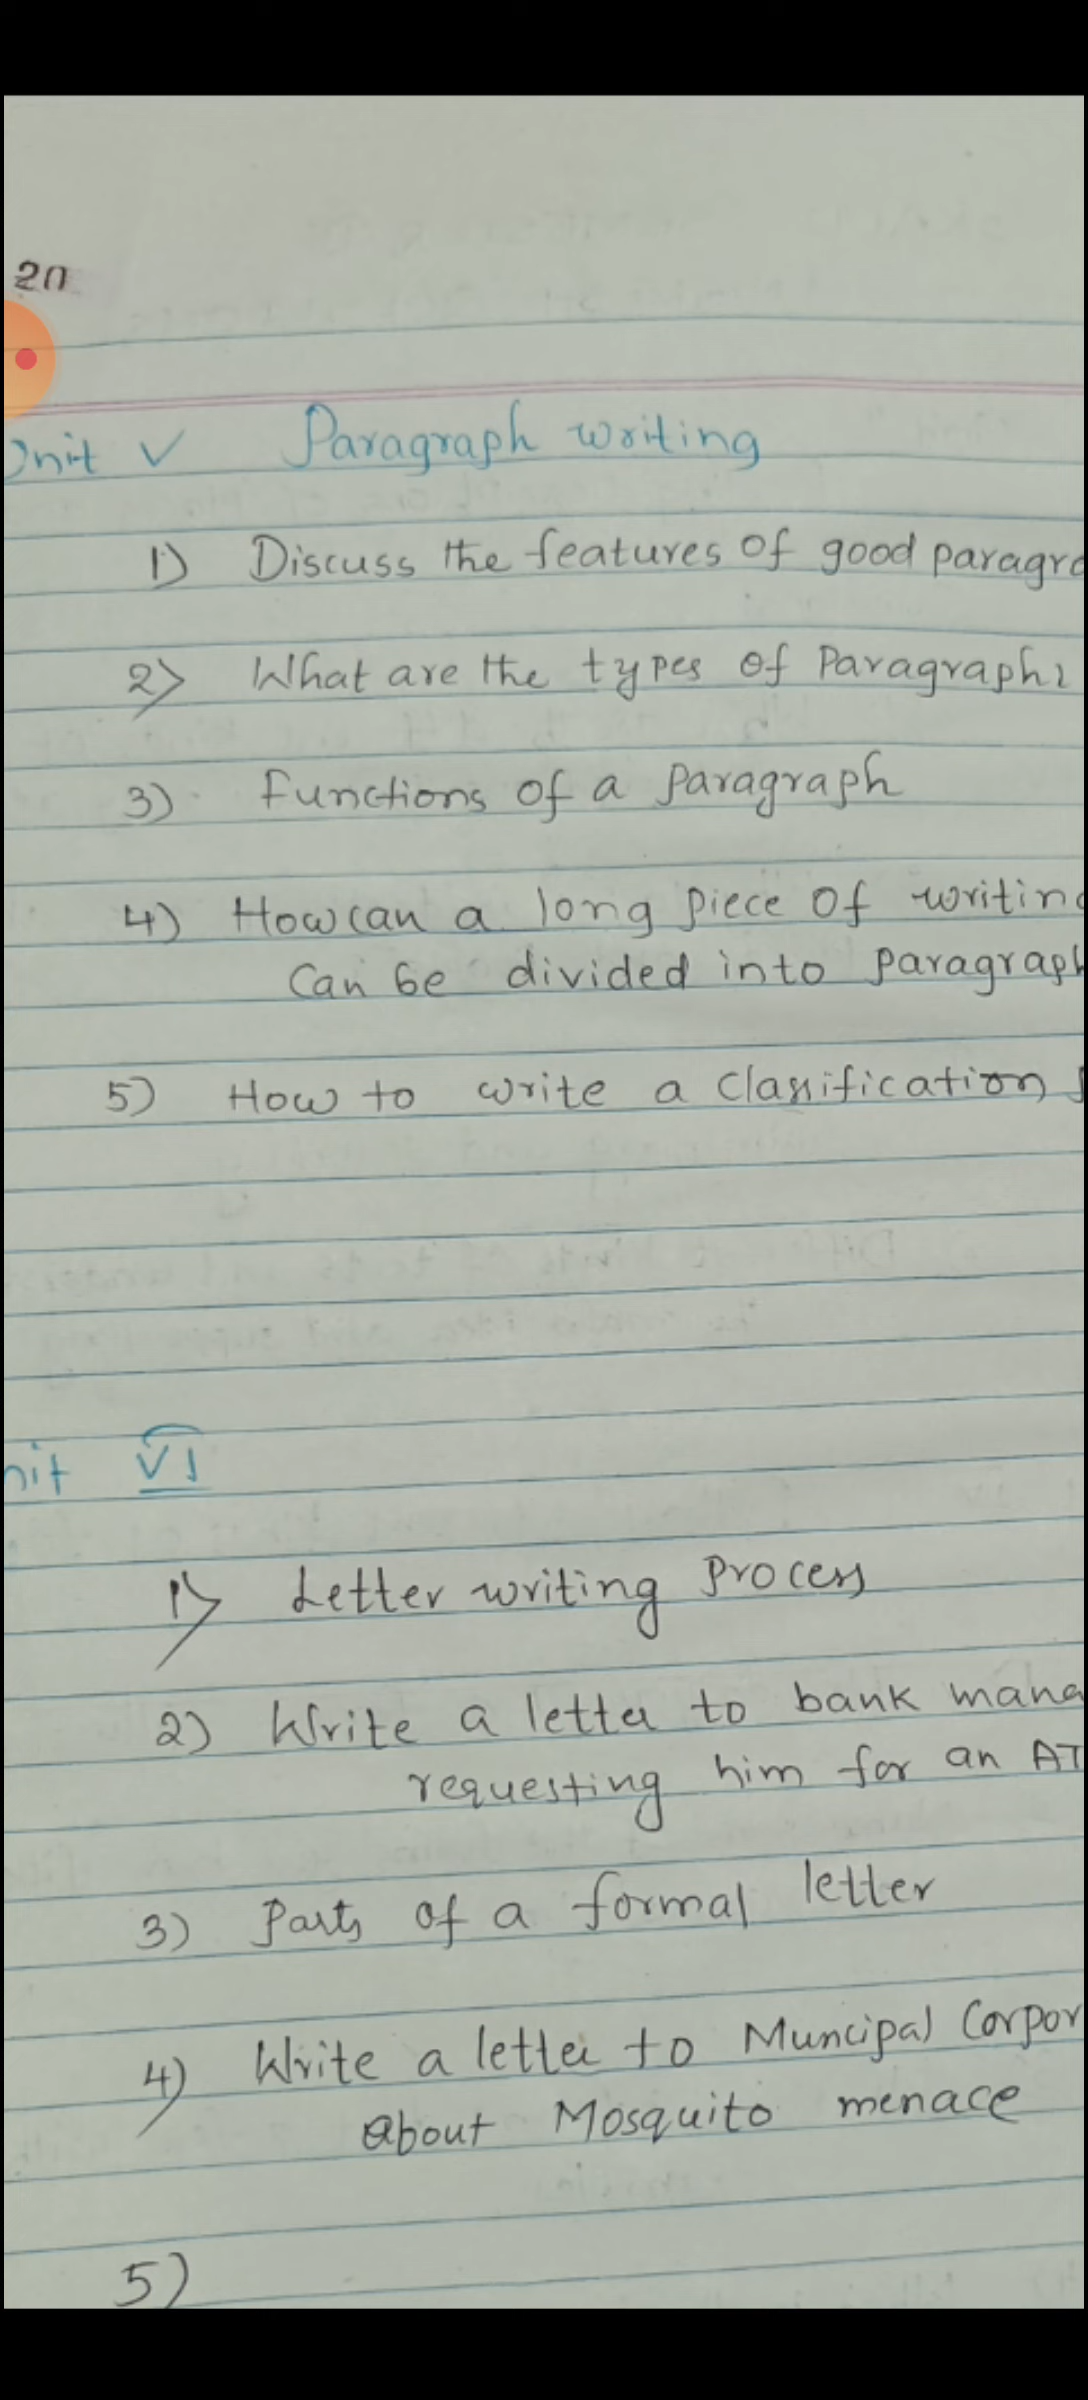 20
Unit V Paragraph writing
1) Discuss the features of good paragra
2) What are the types of Paragraphs
3) Functions of a Paragraph
4) How can a long piece of writing
Can be divided into paragraph
5) How to write a Classification
nit VI
1) Letter writing Process
2) Write a letter to bank mana
requesting him for an AT
3) Parts of a formal letter
4) Write a letter to Muncipal Corpor
about Mosquito menace
5)